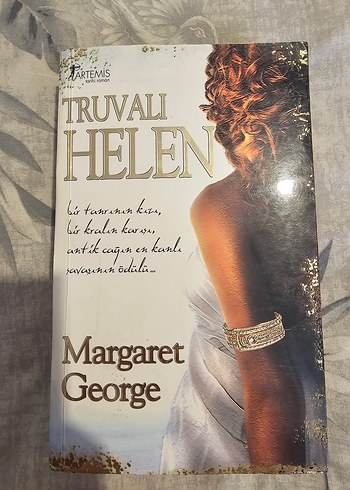 ARTEMİS
tarihi roman
TRUVALI
HELEN
bir tanrının kızı,
bir kralın karısı,
antik çağın en kanlı
savaşının ödülü...
Margaret
George